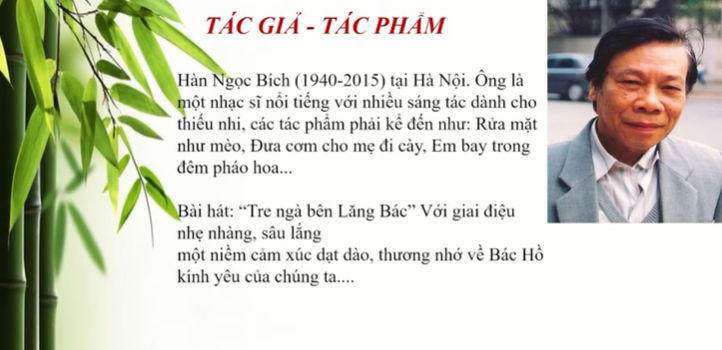 TÁC GIẢ - TÁC PHẨM
Hàn Ngọc Bích (1940-2015) tại Hà Nội. Ông là
một nhạc sĩ nổi tiếng với nhiều sáng tác dành cho
thiếu nhi, các tác phẩm phải kể đến như: Rửa mặt
như mèo, Đưa cơm cho mẹ đi cày, Em bay trong
đêm pháo hoa...
Bài hát: “Tre ngà bên Lăng Bác” Với giai điệu
nhẹ nhàng, sâu lắng
một niềm cảm xúc dạt dào, thương nhớ về Bác Hồ
kính yêu của chúng ta....